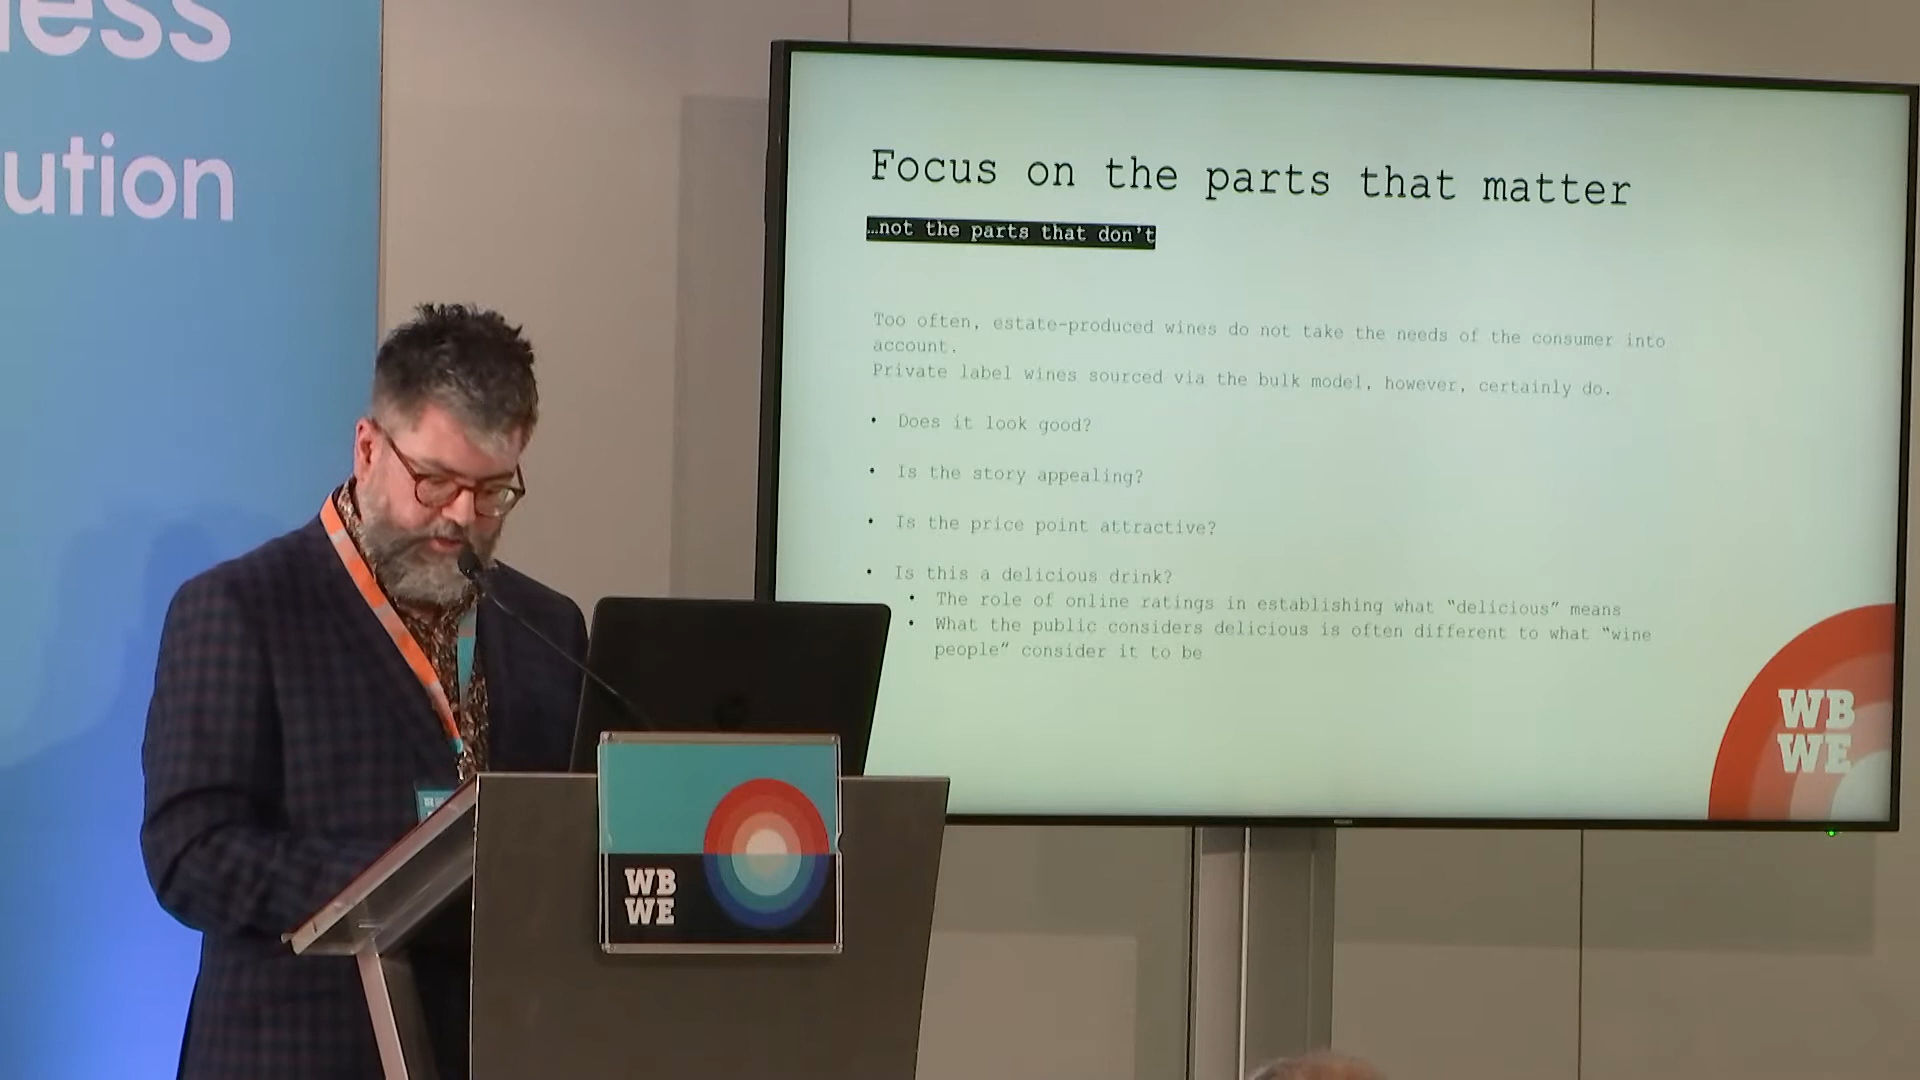 ess
ution
Focus on the parts that matter
…not the parts that don't
Too often, estate-produced wines do not take the needs of the consumer into
account.
Private label wines sourced via the bulk model, however, certainly do.
• Does it look good?
• Is the story appealing?
• Is the price point attractive?
• Is this a delicious drink?
• The role of online ratings in establishing what “delicious” means
• What the public considers delicious is often different to what “wine
people” consider it to be
WB
WE
WB
WE